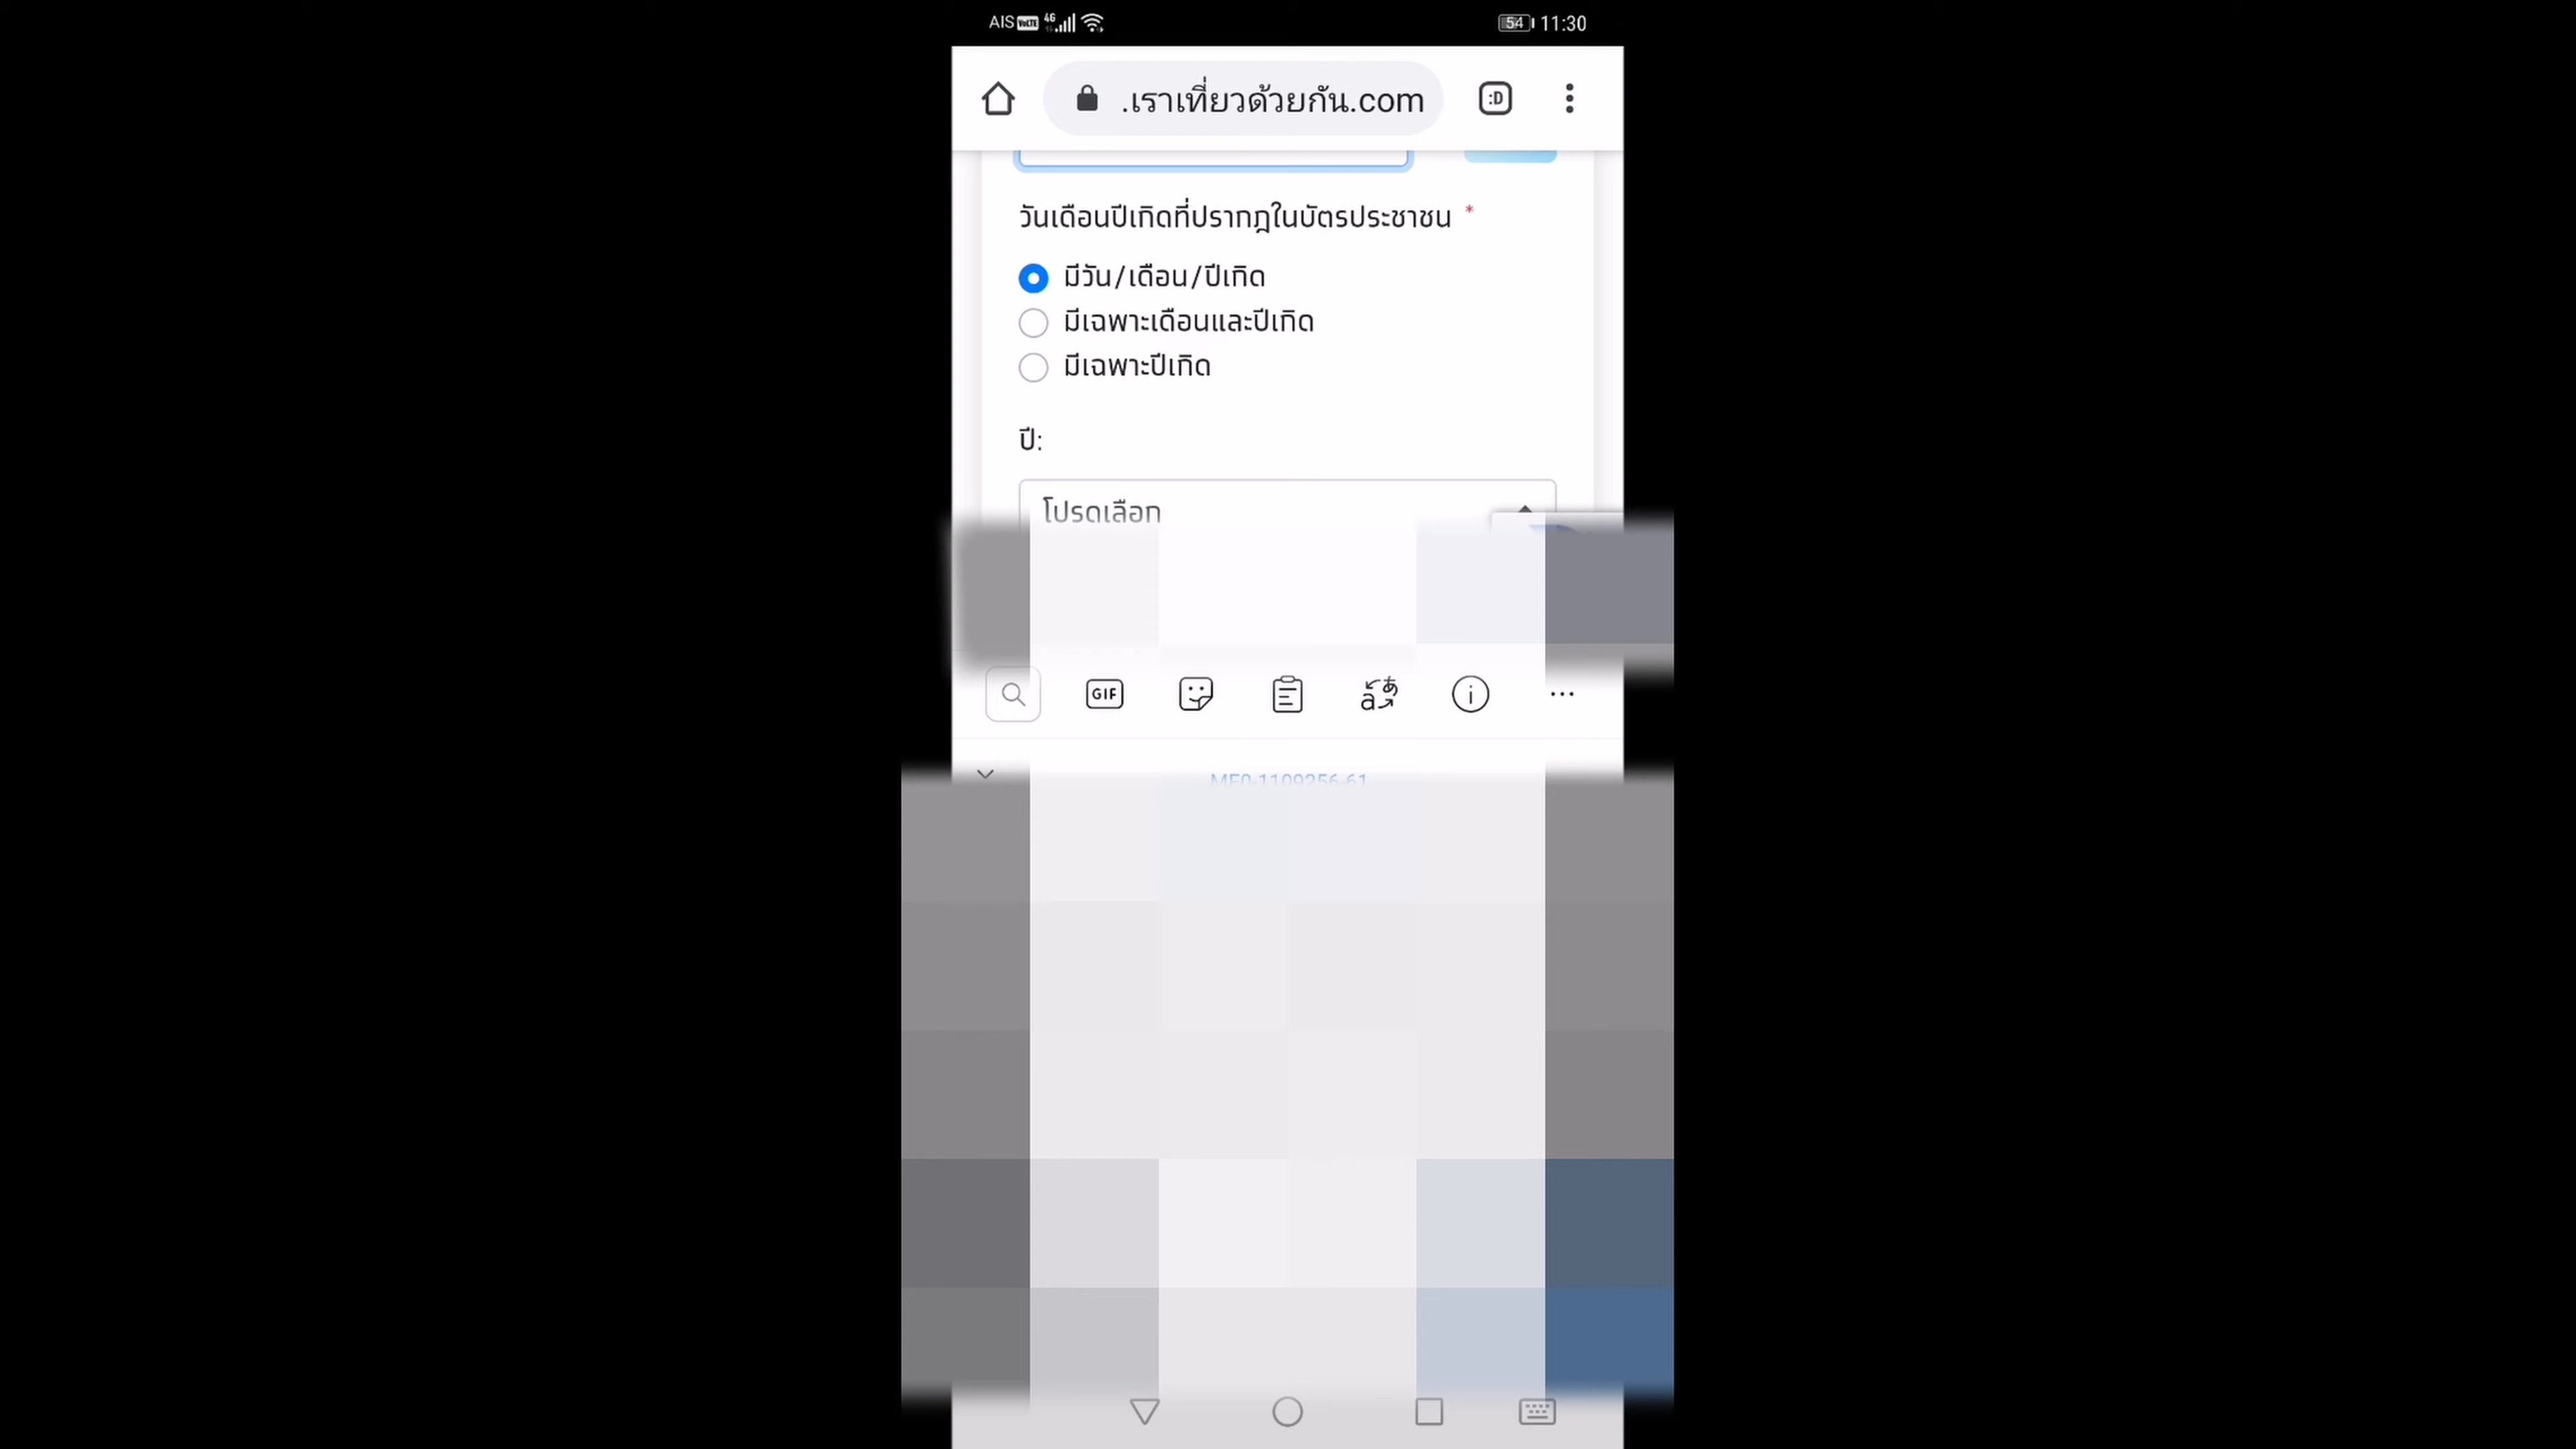 AIS VoLTE 4G 54 11:30
.เราเที่ยวด้วยกัน.com :D
วันเดือนปีเกิดที่ปรากฎในบัตรประชาชน *
มีวัน/เดือน/ปีเกิด
มีเฉพาะเดือนและปีเกิด
มีเฉพาะปีเกิด
ปี:
โปรดเลือก
GIF